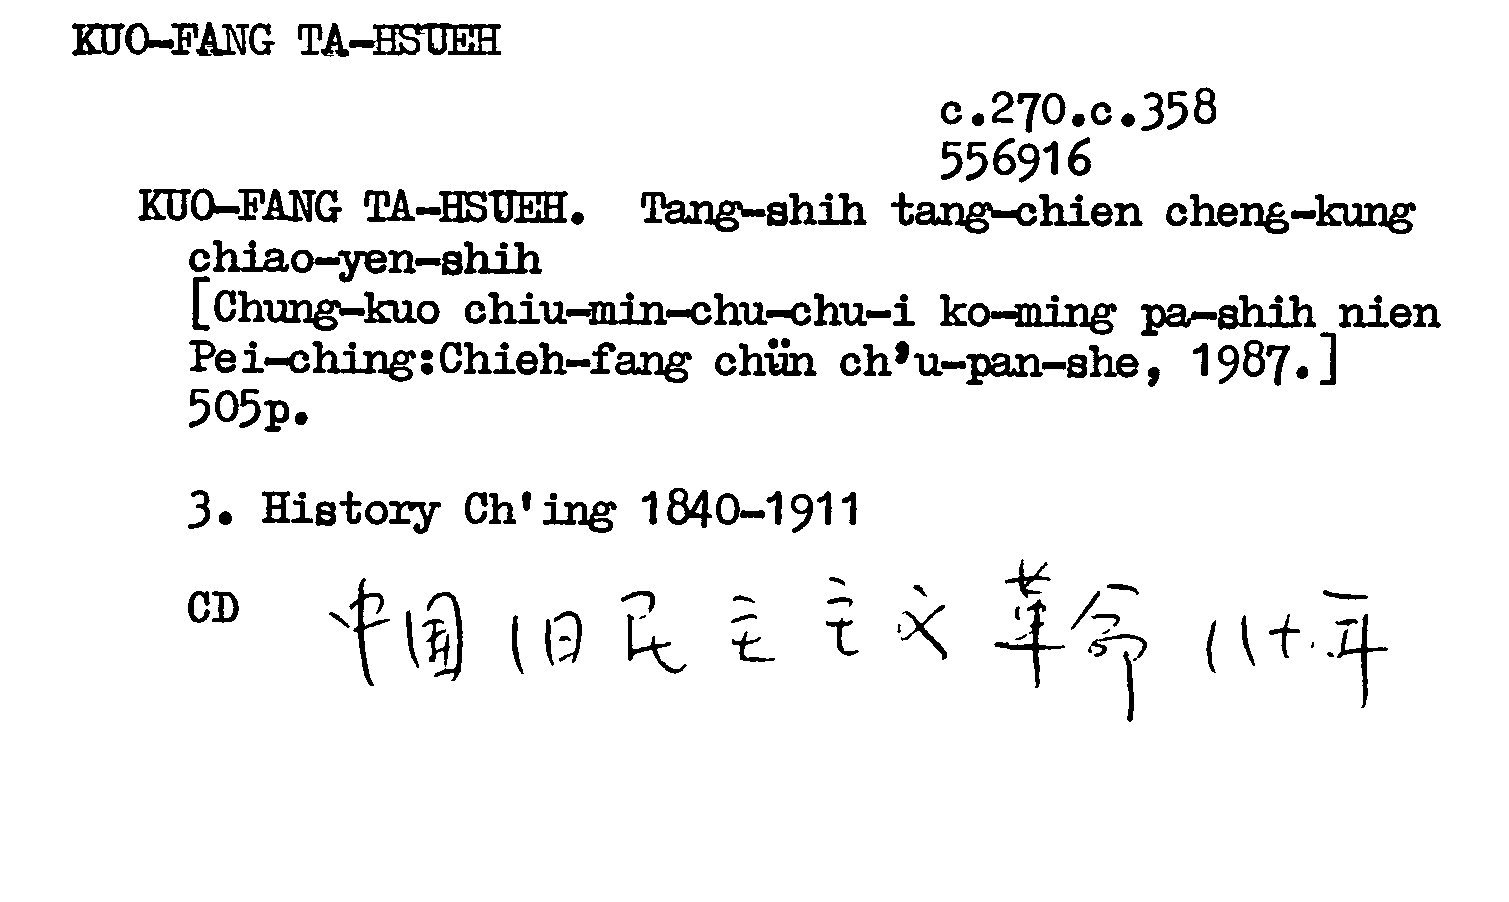 KUO-FANG TA-HSUEH
c.270.c.358
556916
KUO-FANG TA-HSUEH. Tang-shih tang-chien cheng-kung
chiao-yen-shih
[Chung-kuo chiu-min-chu-chu-i ko-ming pa-shih nien
Pei-ching:Chieh-fang chün ch'u-pan-she, 1987.]
505p.
3. History Ch'ing 1840-1911
CD 中国旧民主主义革命八十年